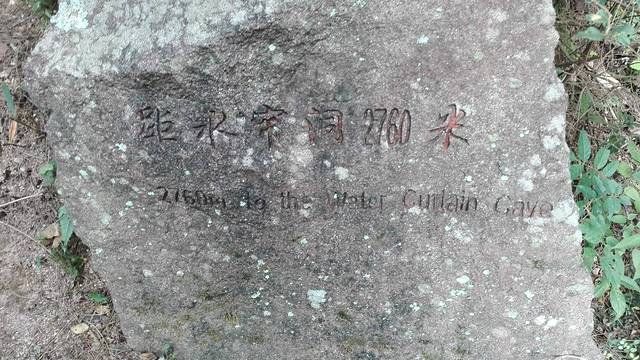 距水帘洞2760米
2760m to the Water Curtain Cave